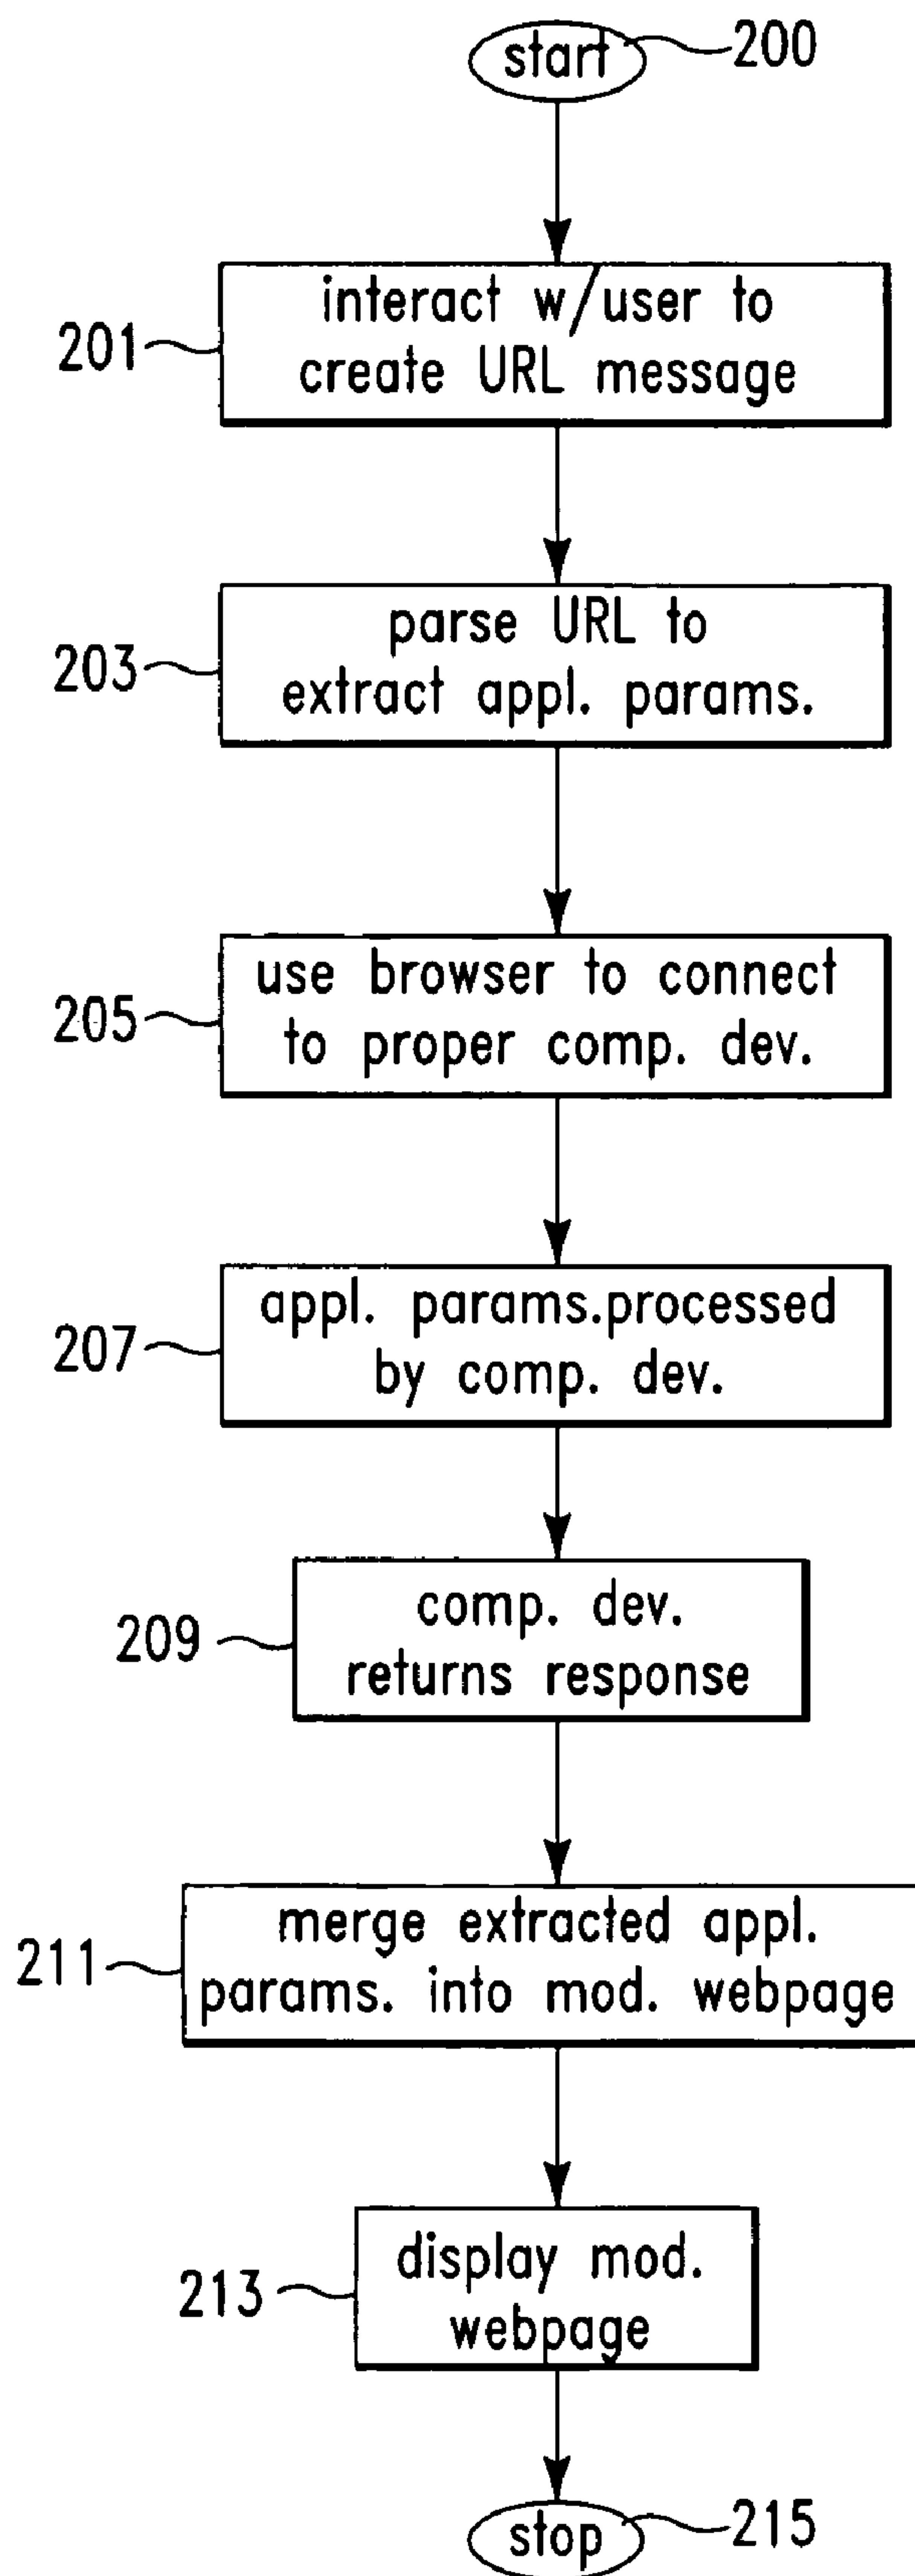 start
200
201
interact w/user to
create URL message
203
parse URL to
extract appl. params.
205
use browser to connect
to proper comp. dev.
207
appl. params.processed
by comp. dev.
209
comp. dev.
returns response
211
merge extracted appl.
params. into mod. webpage
213
display mod.
webpage
stop
215